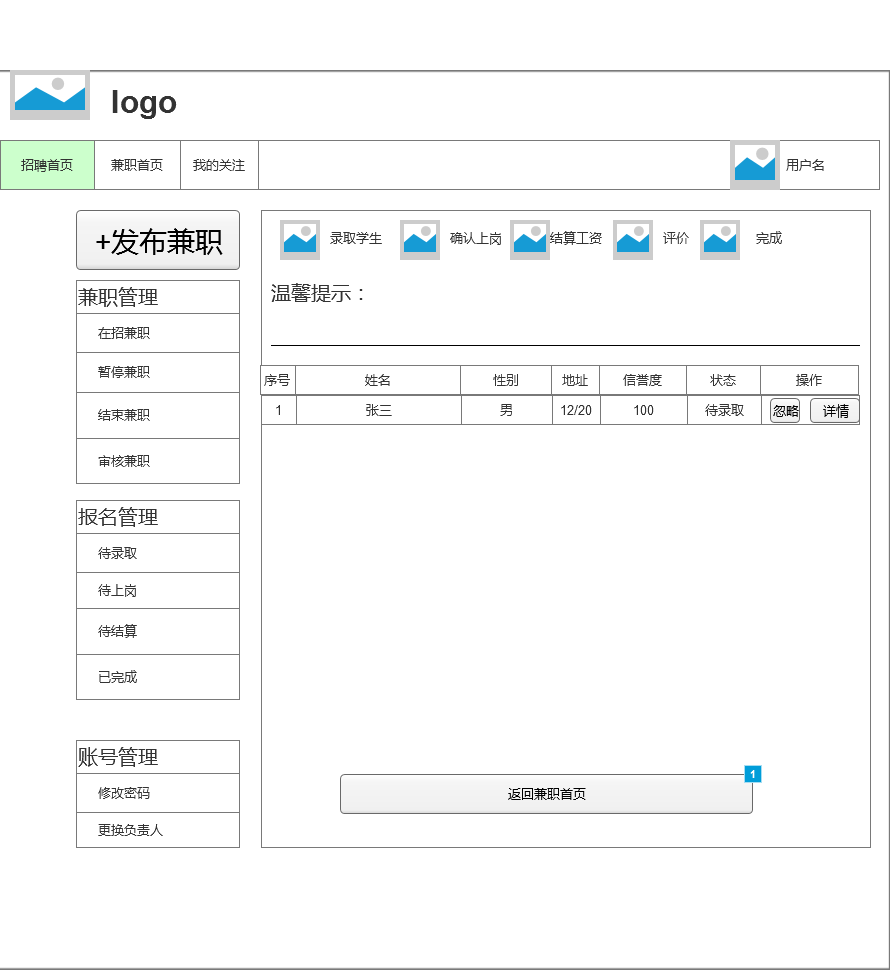 logo
招聘首页 兼职首页 我的关注 用户名
+发布兼职
兼职管理
在招兼职
暂停兼职
结束兼职
审核兼职
报名管理
待录取
待上岗
待结算
已完成
账号管理
修改密码
更换负责人
录取学生 确认上岗 结算工资 评价 完成
温馨提示：
序号 姓名 性别 地址 信誉度 状态 操作
1 张三 男 12/20 100 待录取 忽略 详情
1
返回兼职首页